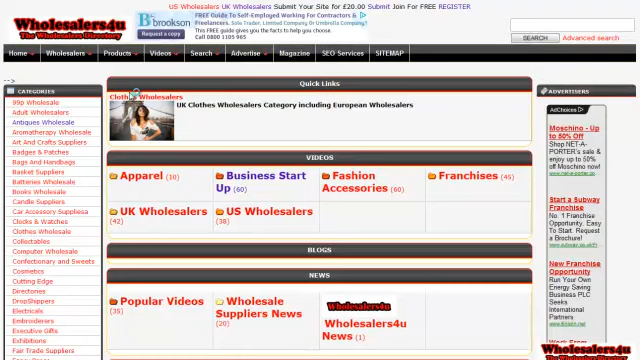 US Wholesalers UK Wholesalers Submit Your Site for £20.00 Submit Join For FREE REGISTER
Wholesalers4u
The Wholesalers Directory
Brookson
Request a copy
FREE Guide to Self-Employed Working for Contractors &
Freelancers - Sole Trader, Limited Company or Umbrella Company.
This FREE guide gives you the facts to help you choose.
Call 0800 1105 965
SEARCH
Advanced search
Home
Wholesalers
Products
Videos
Search
Advertise
Magazine
SEO Services
SITEMAP
-->
CATEGORIES
99p Wholesale
Adult Wholesalers
Antiques Wholesale
Aromatherapy Wholesale
Art And Crafts Suppliers
Badges & Patches
Bags And Handbags
Basket Suppliers
Batteries Wholesale
Books Wholesale
Candle Suppliers
Car Accessory Suppliesa
Clocks & Watches
Clothes Wholesale
Collectables
Computer Wholesale
Confectionary and Sweets
Cosmetics
Cutting Edge
Directories
DropShippers
Electricals
Embroiderers
Executive Gifts
Exhibitions
Fair Trade Suppliers
Quick Links
Clothes Wholesalers
UK Clothes Wholesalers Category including European Wholesalers
VIDEOS
Apparel (10)
Business Start Up (60)
Fashion Accessories (60)
Franchises (45)
UK Wholesalers (42)
US Wholesalers (38)
BLOGS
NEWS
Popular Videos (35)
Wholesale Suppliers News (20)
Wholesalers4u
Wholesalers4u News (1)
ADVERTISERS
AdChoices
Moschino - Up
to 50% Off
Shop NET-A-
PORTER's sale &
enjoy up to 50%
off Moschino now!
Start a Subway
Franchise
No. 1 Franchise
Opportunity. Easy
To Start. Request
a Brochure!
New Franchise
Opportunity
Run Your Own
Energy Saving
Business PLC
Seeks
International
Partners
Wholesalers4u
The Wholesalers Directory